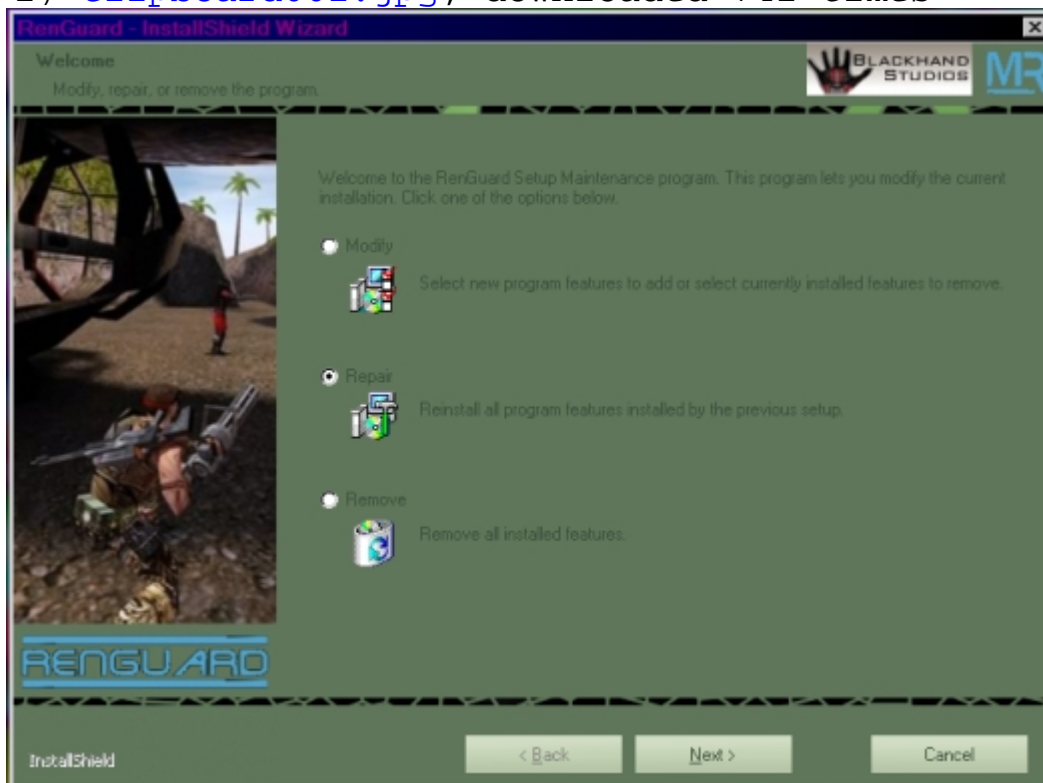 RenGuard - InstallShield Wizard
Welcome
Modify, repair, or remove the program.
BLACKHAND
STUDIOS
Welcome to the RenGuard Setup Maintenance program. This program lets you modify the current
installation. Click one of the options below.
Modify
Select new program features to add or select currently installed features to remove.
Repair
Reinstall all program features installed by the previous setup.
Remove
Remove all installed features.
RENGUARD
InstallShield
< Back
Next >
Cancel